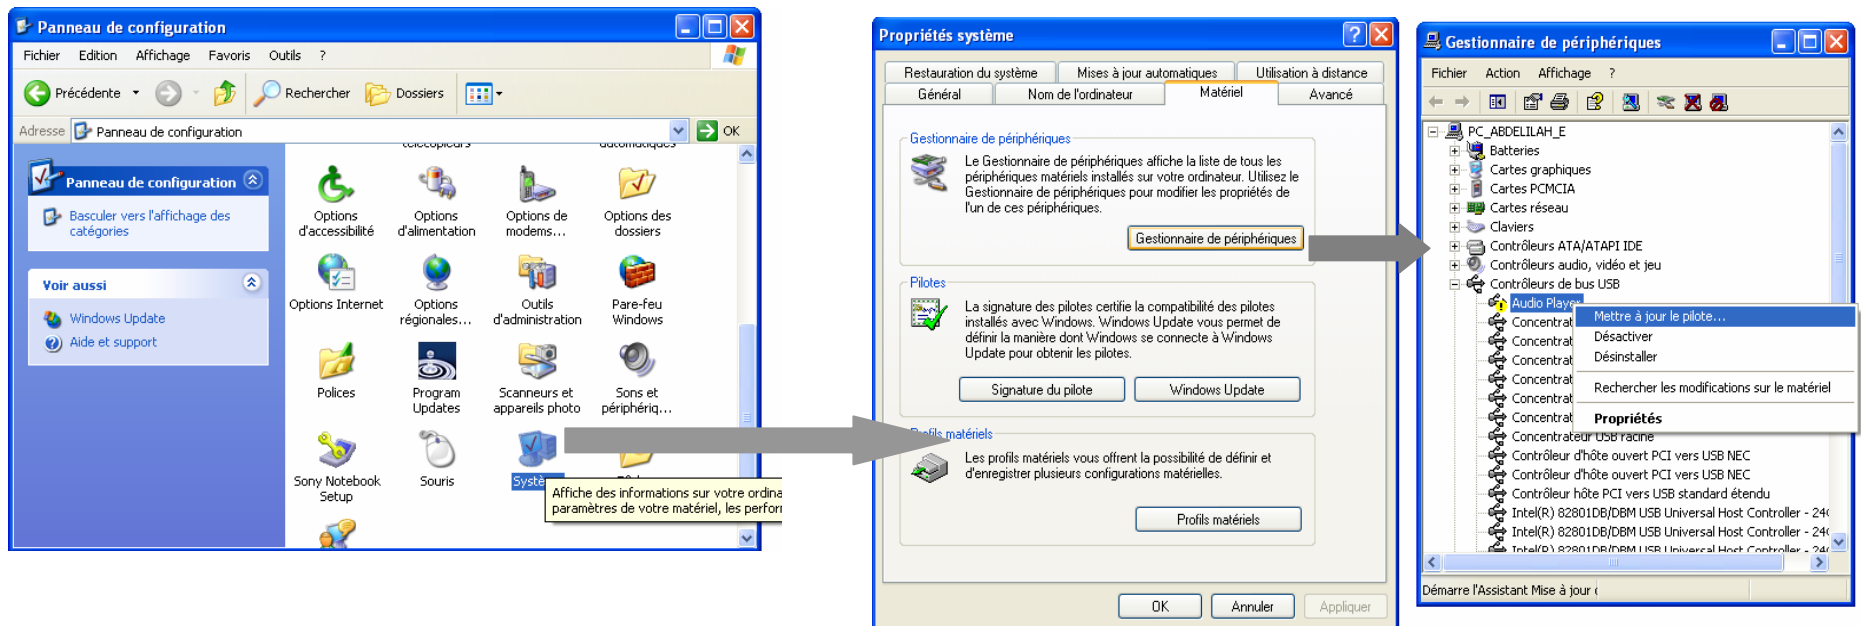 Panneau de configuration
Fichier Edition Affichage Favoris Outils ?
Précédente Rechercher Dossiers
Adresse Panneau de configuration OK
Panneau de configuration
Basculer vers l'affichage des
catégories
Voir aussi
Windows Update
Aide et support
télécopieurs automatiques
Options
d'accessibilité
Options
d'alimentation
Options de
modems...
Options des
dossiers
Options Internet
Options
régionales...
Outils
d'administration
Pare-feu
Windows
Polices
Program
Updates
Scanneurs et
appareils photo
Sons et
périphériq...
Sony Notebook
Setup
Souris
Affiche des informations sur votre
paramètres de votre matériel, les
Propriétés système
Restauration du système Mises à jour automatiques Utilisation à distance
Général Nom de l'ordinateur Matériel Avancé
Gestionnaire de périphériques
Le Gestionnaire de périphériques affiche la liste de tous les
périphériques matériels installés sur votre ordinateur. Utilisez le
Gestionnaire de périphériques pour modifier les propriétés de
l'un de ces périphériques.
Gestionnaire de périphériques
Pilotes
La signature des pilotes certifie la compatibilité des pilotes
installés avec Windows. Windows Update vous permet de
définir la manière dont Windows se connecte à Windows
Update pour obtenir les pilotes.
Signature du pilote Windows Update
Profils matériels
Les profils matériels vous offrent la possibilité de définir et
d'enregistrer plusieurs configurations matérielles.
Profils matériels
OK Annuler Appliquer
Gestionnaire de périphériques
Fichier Action Affichage ?
PC_ABDELILAH_E
Batteries
Cartes graphiques
Cartes PCMCIA
Cartes réseau
Claviers
Contrôleurs ATA/ATAPI IDE
Contrôleurs audio, vidéo et jeu
Contrôleurs de bus USB
Audio Player
Concentrat
Concentrat
Concentrat
Concentrat
Concentrat
Concentrat
Concentrateur USB racine
Contrôleur d'hôte ouvert PCI vers USB NEC
Contrôleur d'hôte ouvert PCI vers USB NEC
Contrôleur hôte PCI vers USB standard étendu
Intel(R) 82801DB/DBM USB Universal Host Controller -
Intel(R) 82801DB/DBM USB Universal Host Controller -
Intel(R) 82801DB/DBM USB Universal Host Controller -
Mettre à jour le pilote...
Désactiver
Désinstaller
Rechercher les modifications sur le matériel
Propriétés
Démarre l'Assistant Mise à jour